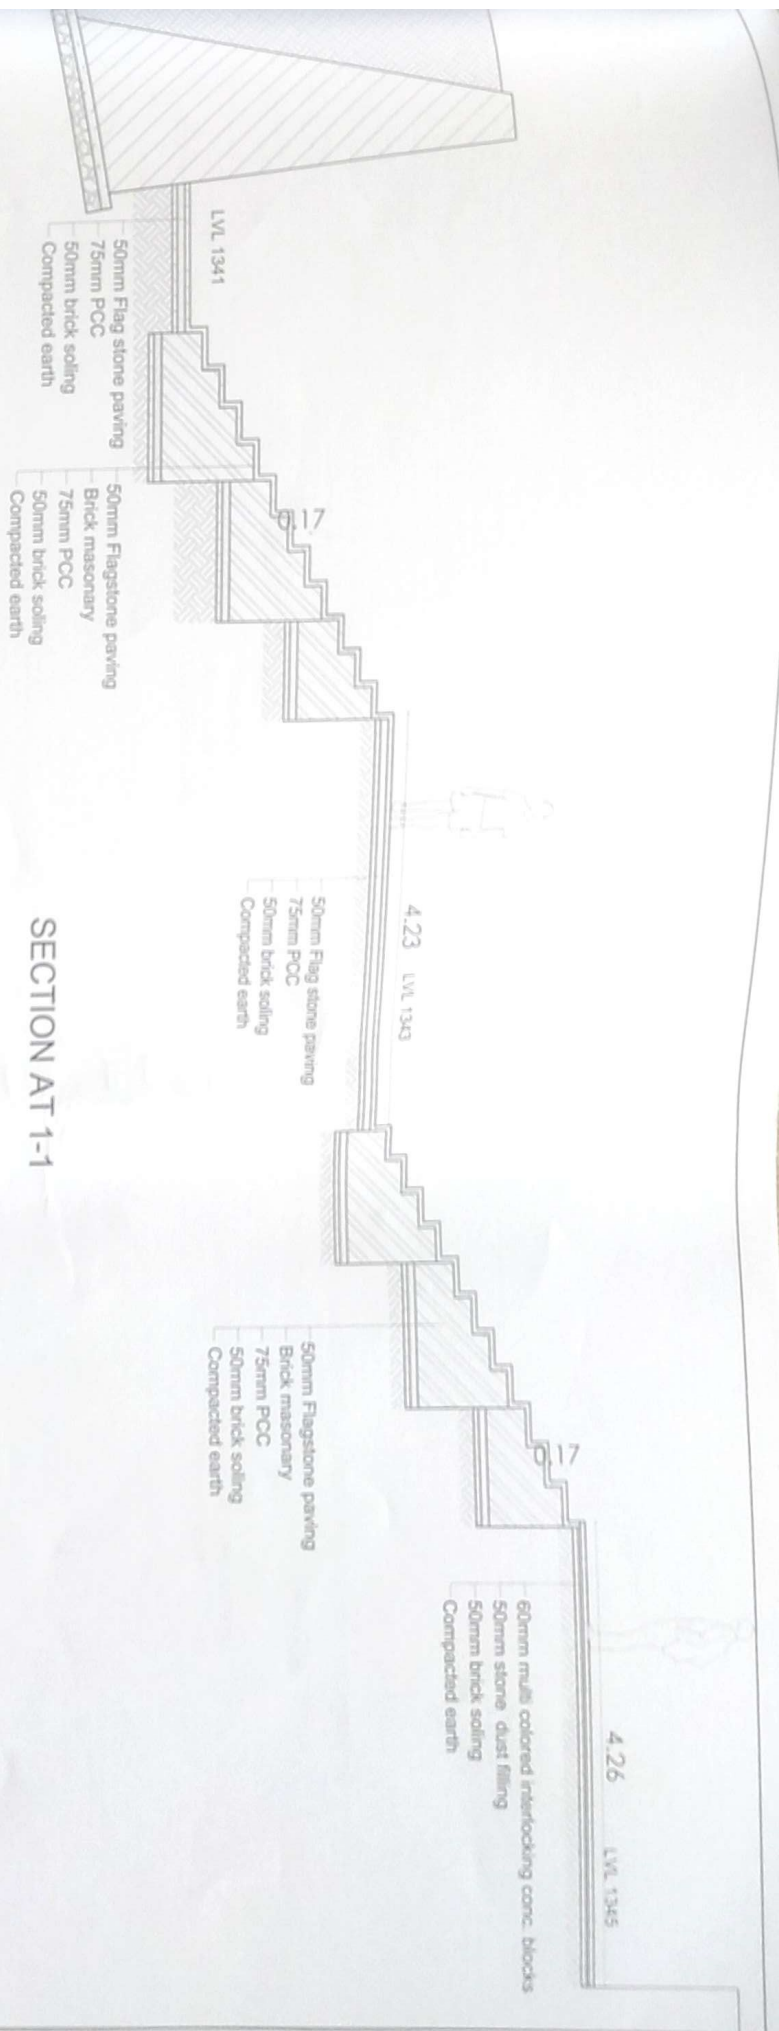 LVL 1341
50mm Flag stone paving
75mm PCC
50mm brick soling
Compacted earth
50mm Flagstone paving
Brick masonary
75mm PCC
50mm brick soling
Compacted earth
17
4.23 LVL 1343
50mm Flag stone paving
75mm PCC
50mm brick soling
Compacted earth
50mm Flagstone paving
Brick masonary
75mm PCC
50mm brick soling
Compacted earth
17
4.26 LVL 1345
60mm multi colored interlocking conc. blocks
50mm stone dust filling
50mm brick soling
Compacted earth
SECTION AT 1-1